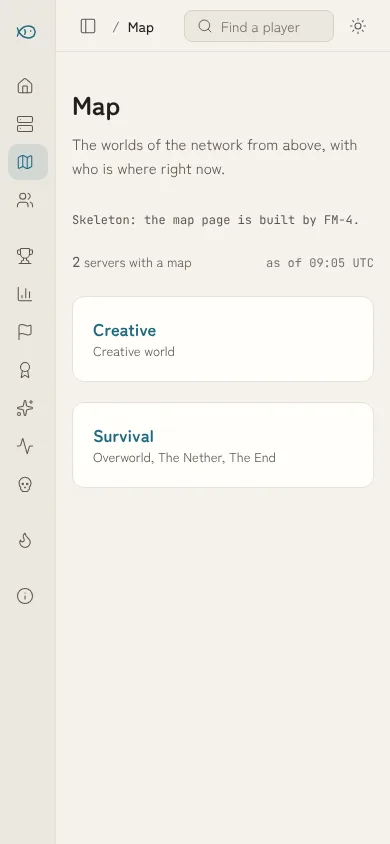 / Map
Find a player
Map
The worlds of the network from above, with
who is where right now.
Skeleton: the map page is built by FM-4.
2 servers with a map
as of 09:05 UTC
Creative
Creative world
Survival
Overworld, The Nether, The End